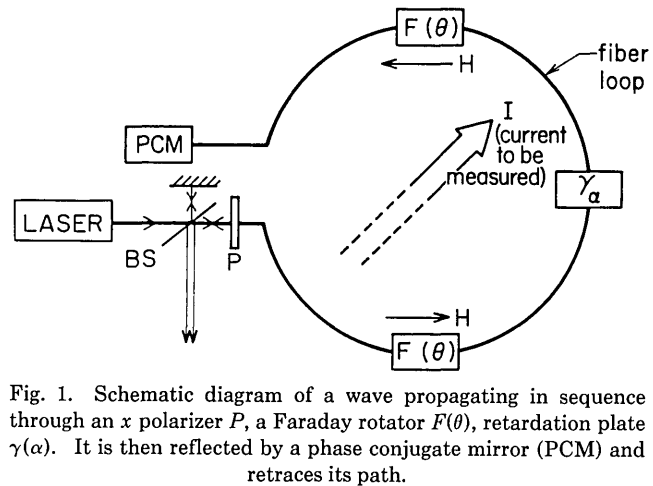 F(θ)
H
fiber
loop
I
(current
to be
measured)
PCM
γ
α
LASER
BS
P
H
F(θ)
Fig. 1. Schematic diagram of a wave propagating in sequence
through an x polarizer P, a Faraday rotator F(θ), retardation plate
γ(α). It is then reflected by a phase conjugate mirror (PCM) and
retraces its path.